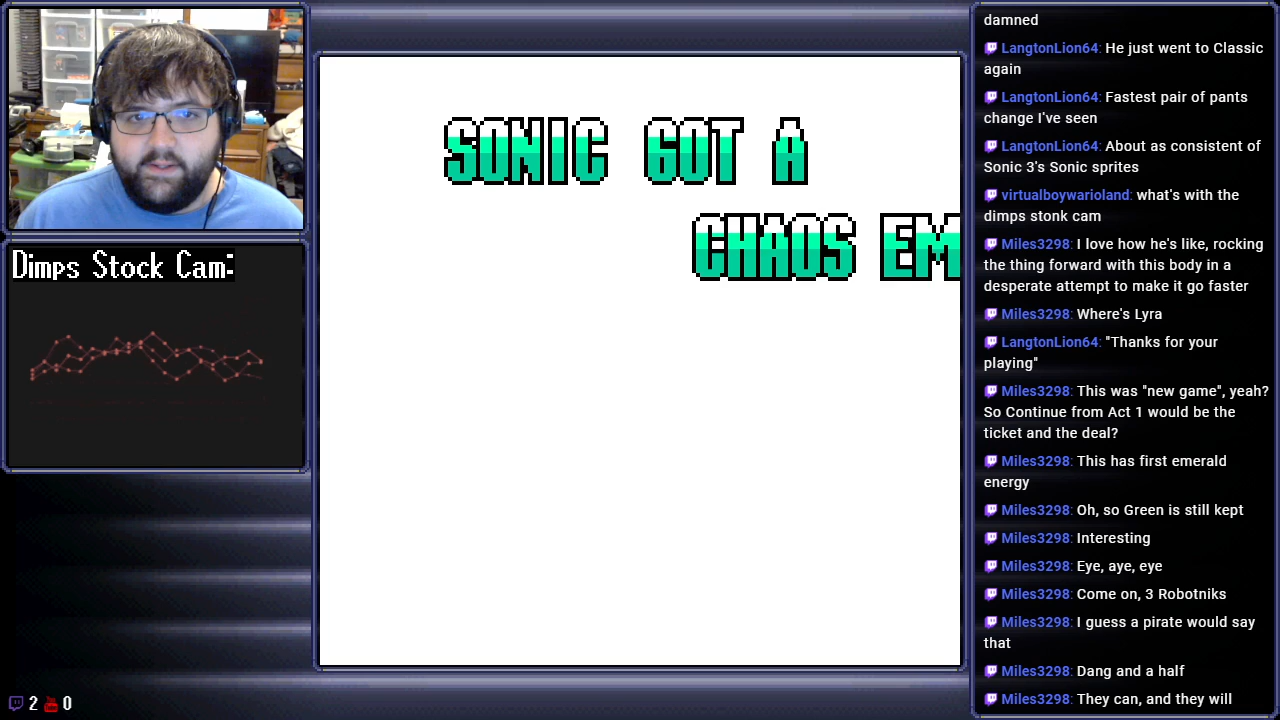 SONIC GOT A
CHAOS EM
Dimps Stock Cam:
2 0
damned
LangtonLion64: He just went to Classic
again
LangtonLion64: Fastest pair of pants
change I've seen
LangtonLion64: About as consistent of
Sonic 3's Sonic sprites
virtualboywarioland: what's with the
dimps stonk cam
Miles3298: I love how he's like, rocking
the thing forward with this body in a
desperate attempt to make it go faster
Miles3298: Where's Lyra
LangtonLion64: "Thanks for your
playing"
Miles3298: This was "new game", yeah?
So Continue from Act 1 would be the
ticket and the deal?
Miles3298: This has first emerald
energy
Miles3298: Oh, so Green is still kept
Miles3298: Interesting
Miles3298: Eye, aye, eye
Miles3298: Come on, 3 Robotniks
Miles3298: I guess a pirate would say
that
Miles3298: Dang and a half
Miles3298: They can, and they will